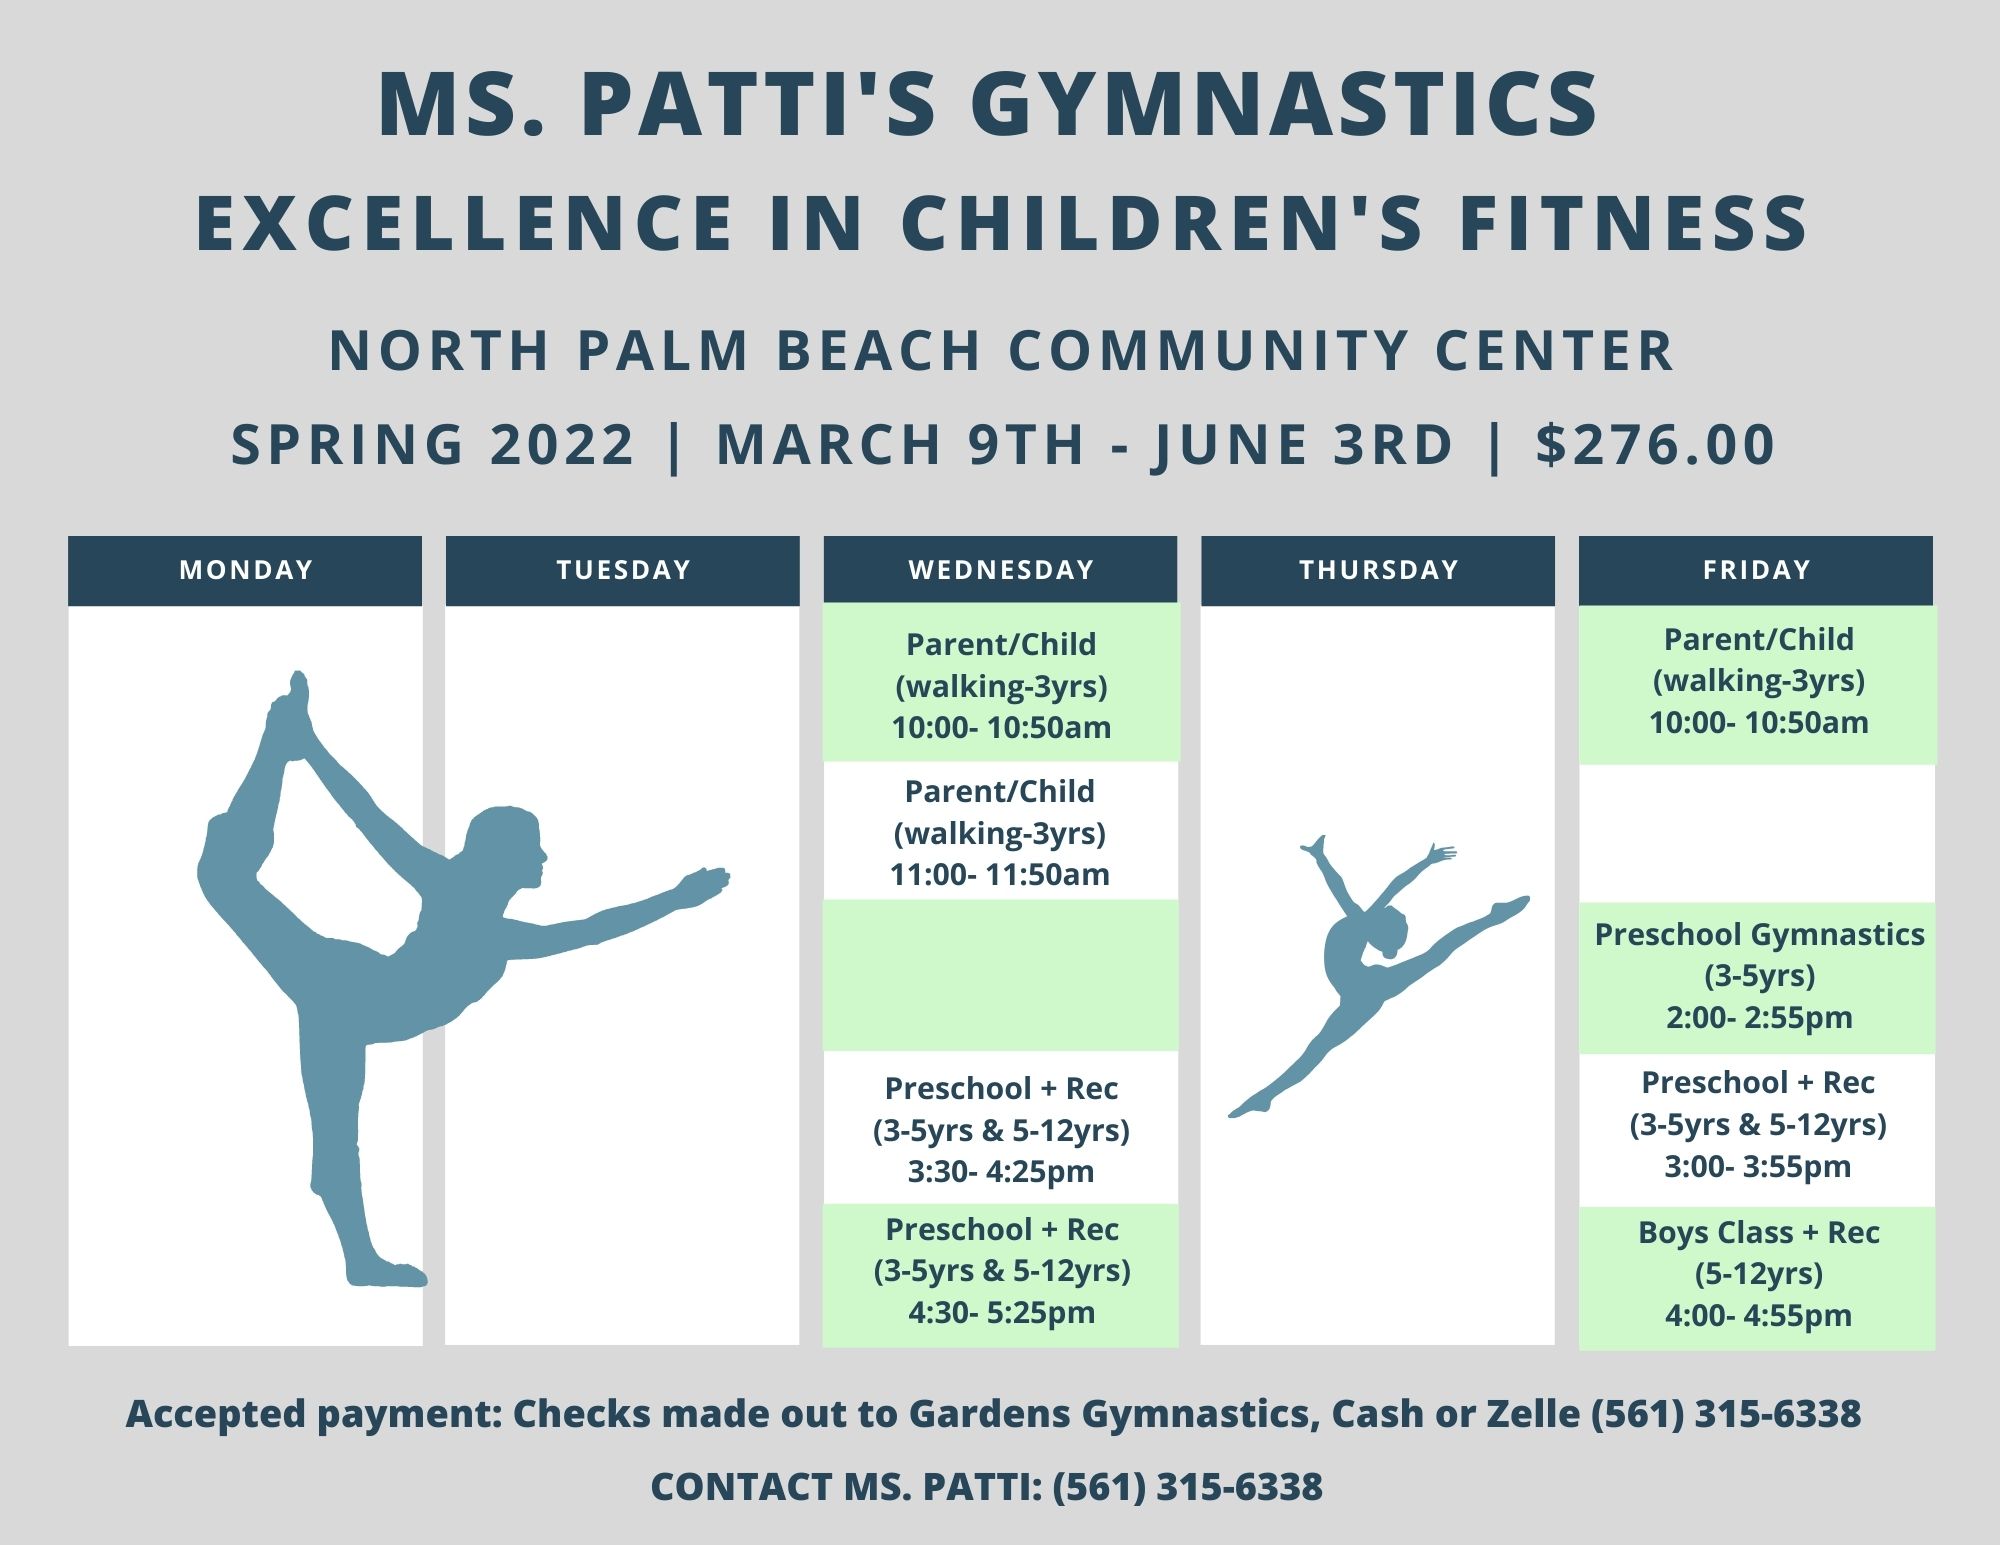 MS. PATTI'S GYMNASTICS
EXCELLENCE IN CHILDREN'S FITNESS
NORTH PALM BEACH COMMUNITY CENTER
SPRING 2022 | MARCH 9TH - JUNE 3RD | $276.00
MONDAY
TUESDAY
WEDNESDAY
Parent/Child
(walking-3yrs)
10:00- 10:50am
Parent/Child
(walking-3yrs)
11:00- 11:50am
Preschool + Rec
(3-5yrs & 5-12yrs)
3:30- 4:25pm
Preschool + Rec
(3-5yrs & 5-12yrs)
4:30- 5:25pm
THURSDAY
FRIDAY
Parent/Child
(walking-3yrs)
10:00- 10:50am
Preschool Gymnastics
(3-5yrs)
2:00- 2:55pm
Preschool + Rec
(3-5yrs & 5-12yrs)
3:00- 3:55pm
Boys Class + Rec
(5-12yrs)
4:00- 4:55pm
Accepted payment: Checks made out to Gardens Gymnastics, Cash or Zelle (561) 315-6338
CONTACT MS. PATTI: (561) 315-6338